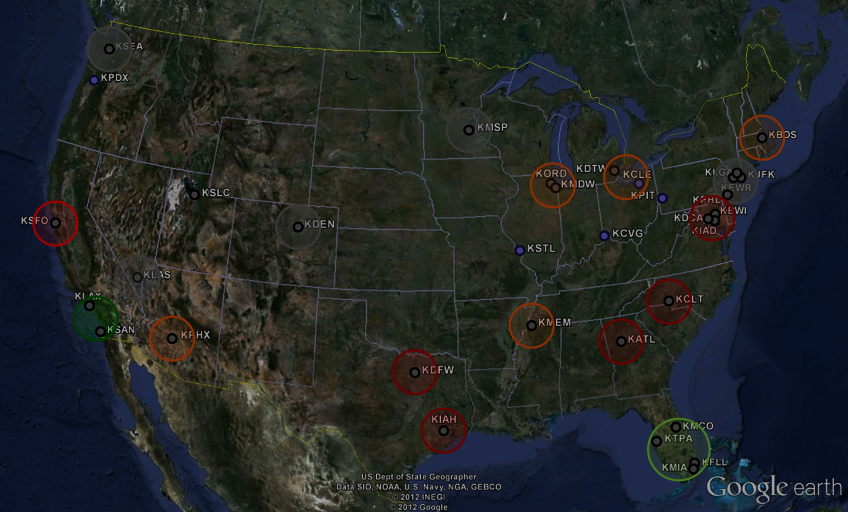 KSEA
KPDX
KMSP
KBOS
KDTW
KORD
KCLE
KMDW
KJFK
KEWR
KSLC
KPIT
KSFO
KDEN
KDCA
KBWI
KIAD
KCVG
KSTL
KLAS
KLAX
KCLT
KSAN
KPHX
KMEM
KATL
KDFW
KIAH
KMCO
KTPA
KFLL
KMIA
US Dept of State Geographer
Data SIO, NOAA, U.S. Navy, NGA, GEBCO
© 2012 INEGI
© 2012 Google
Google earth